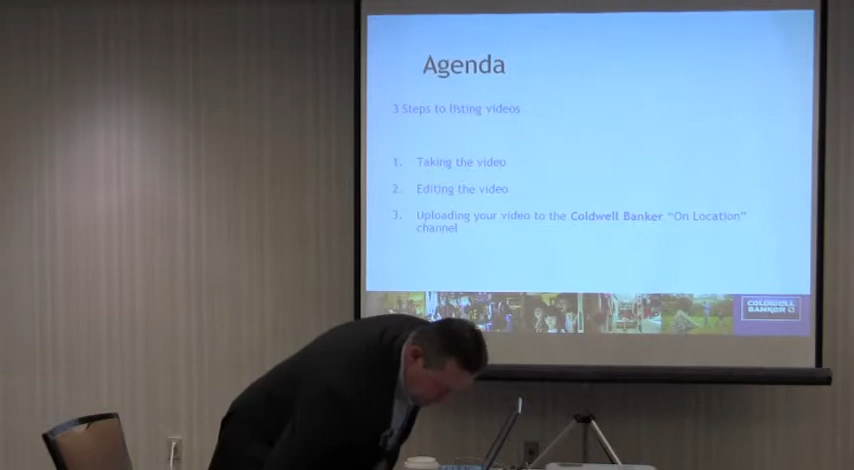 Agenda
3 Steps to listing videos
1. Taking the video
2. Editing the video
3. Uploading your video to the Coldwell Banker “On Location”
channel
COLDWELL
BANKER